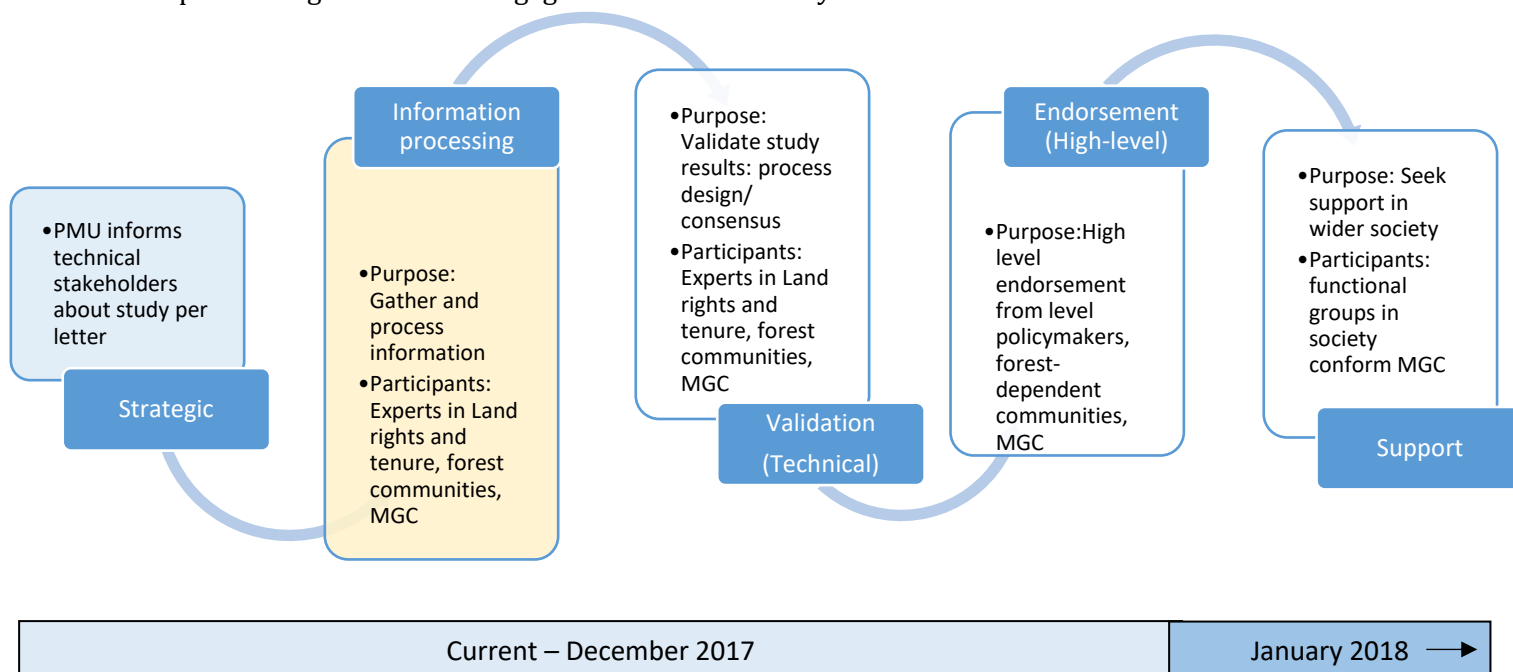 •PMU informs
technical
stakeholders
about study per
letter
Strategic
Information
processing
•Purpose:
Gather and
process
information
•Participants:
Experts in Land
rights and
tenure, forest
communities,
MGC
•Purpose:
Validate study
results: process
design/
consensus
•Participants:
Experts in Land
rights and
tenure, forest
communities,
MGC
Validation
(Technical)
Endorsement
(High-level)
•Purpose:High
level
endorsement
from level
policymakers,
forest-
dependent
communities,
MGC
•Purpose: Seek
support in
wider society
•Participants:
functional
groups in
society
conform MGC
Support
Current – December 2017
January 2018